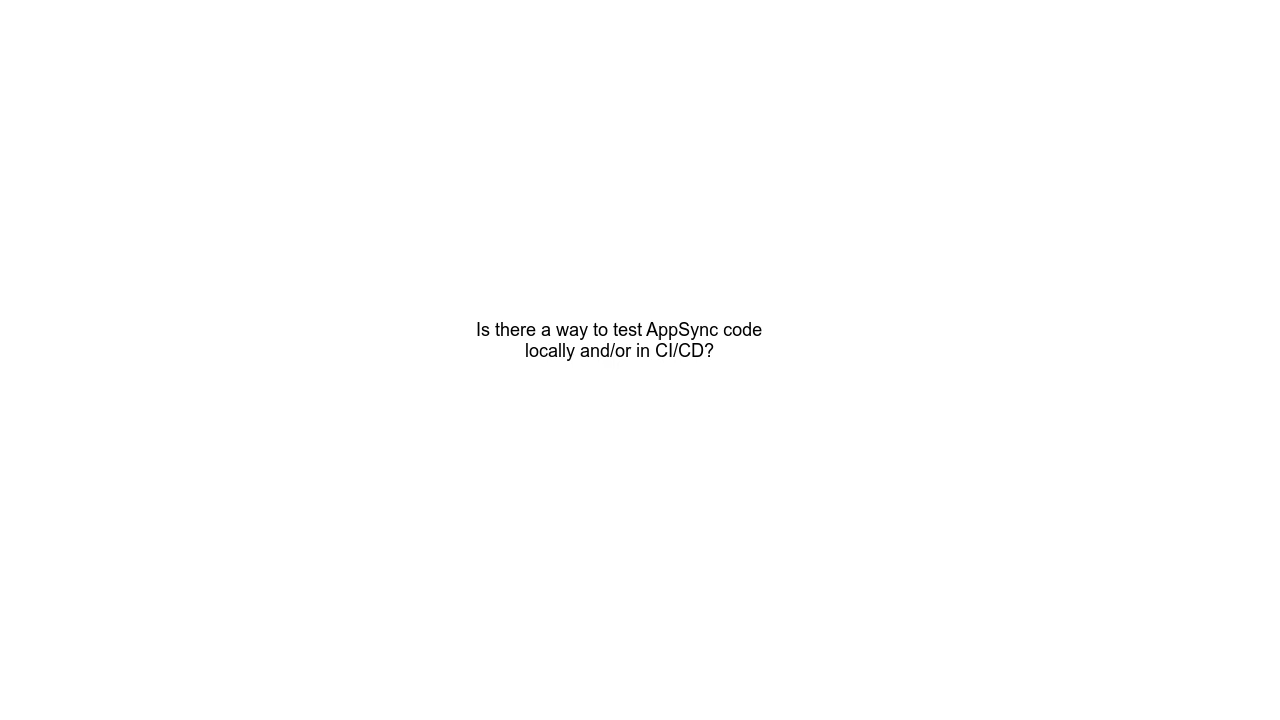 Is there a way to test AppSync code
locally and/or in CI/CD?